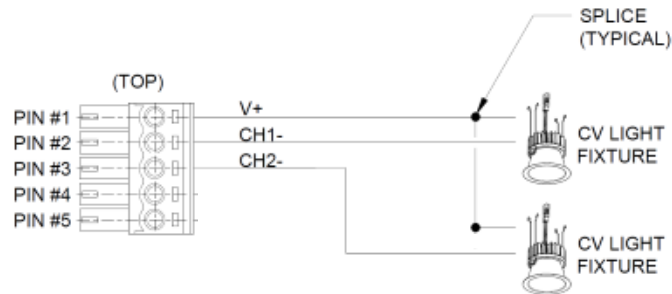 SPLICE
(TYPICAL)
(TOP)
PIN #1
V+
PIN #2
CH1-
CV LIGHT
FIXTURE
PIN #3
CH2-
PIN #4
PIN #5
CV LIGHT
FIXTURE